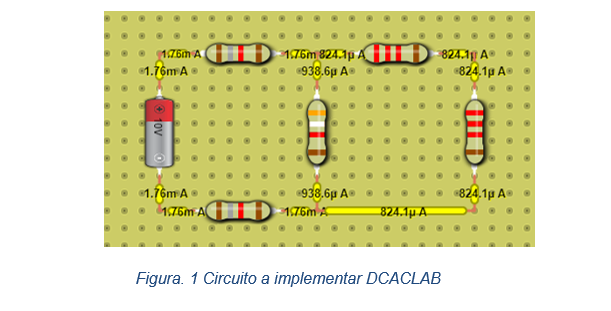 1.76m A 1.76m A 824.1µ A 824.1µ A
1.76m A 938.6µ A 824.1µ A
+ 10V
1.76m A 938.6µ A 824.1µ A
1.76m A 1.76m A 824.1µ A
Figura. 1 Circuito a implementar DCACLAB